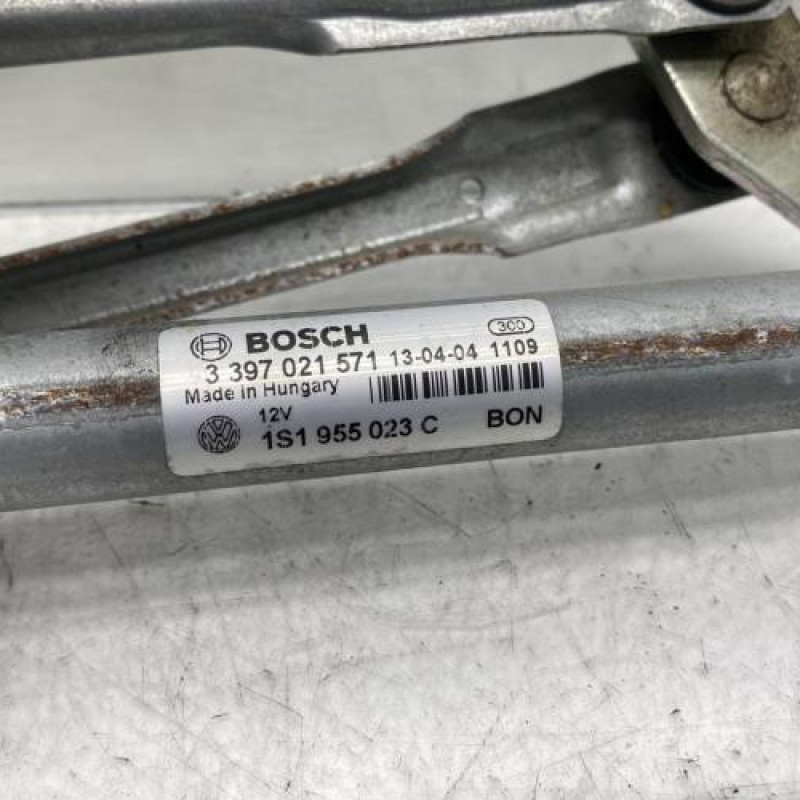 BOSCH 300
3 397 021 571 13-04-04 1109
Made in Hungary
12V
1S1 955 023 C BON